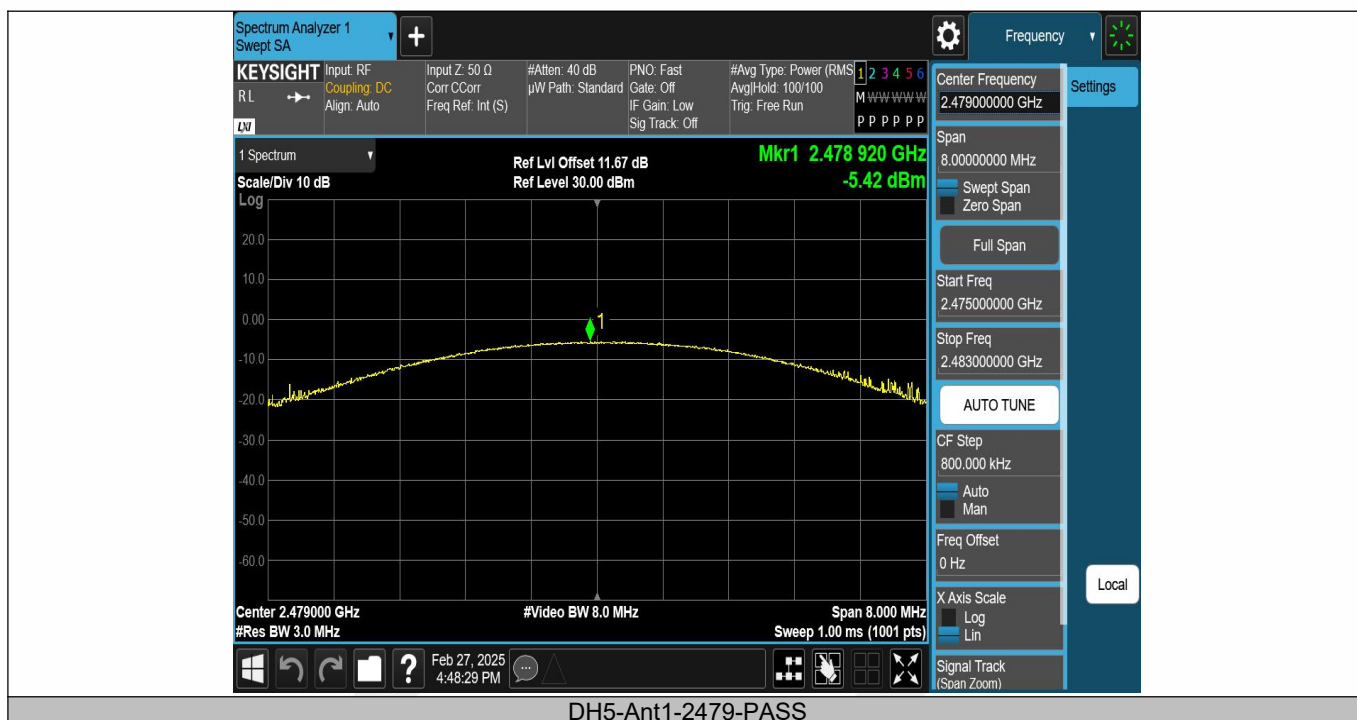 Spectrum Analyzer 1
Swept SA
+
Frequency
KEYSIGHT
R L
LXI
Input: RF
Coupling: DC
Align: Auto
Input Z: 50 Ω
Corr CCorr
Freq Ref: Int (S)
#Atten: 40 dB
µW Path: Standard
PNO: Fast
Gate: Off
IF Gain: Low
Sig Track: Off
#Avg Type: Power (RMS
Avg|Hold: 100/100
Trig: Free Run
1 2 3 4 5 6
M W W W W W
P P P P P P
1 Spectrum
Scale/Div 10 dB
Log
Ref Lvl Offset 11.67 dB
Ref Level 30.00 dBm
Mkr1 2.478 920 GHz
-5.42 dBm
20.0
10.0
0.00
-10.0
-20.0
-30.0
-40.0
-50.0
-60.0
1
Center 2.479000 GHz
#Res BW 3.0 MHz
#Video BW 8.0 MHz
Span 8.000 MHz
Sweep 1.00 ms (1001 pts)
Center Frequency
2.479000000 GHz
Settings
Span
8.00000000 MHz
Swept Span
Zero Span
Full Span
Start Freq
2.475000000 GHz
Stop Freq
2.483000000 GHz
AUTO TUNE
CF Step
800.000 kHz
Auto
Man
Freq Offset
0 Hz
X Axis Scale
Log
Lin
Local
Signal Track
(Span Zoom)
?
Feb 27, 2025
4:48:29 PM
DH5-Ant1-2479-PASS